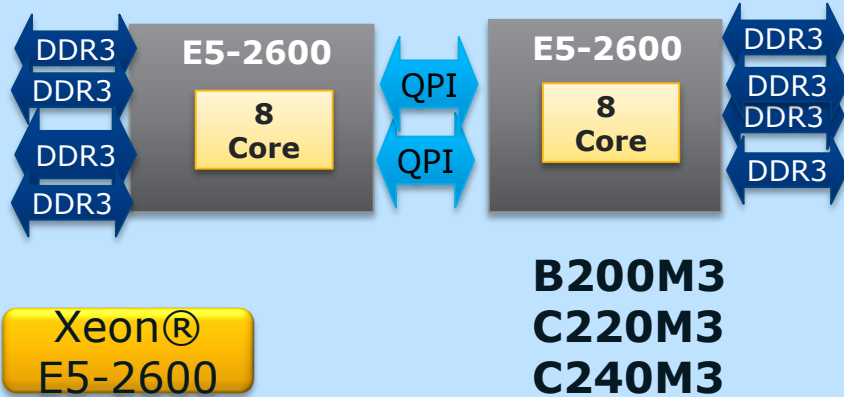 DDR3
DDR3
DDR3
DDR3
E5-2600
8
Core
QPI
QPI
E5-2600
8
Core
DDR3
DDR3
DDR3
DDR3
Xeon®
E5-2600
B200M3
C220M3
C240M3